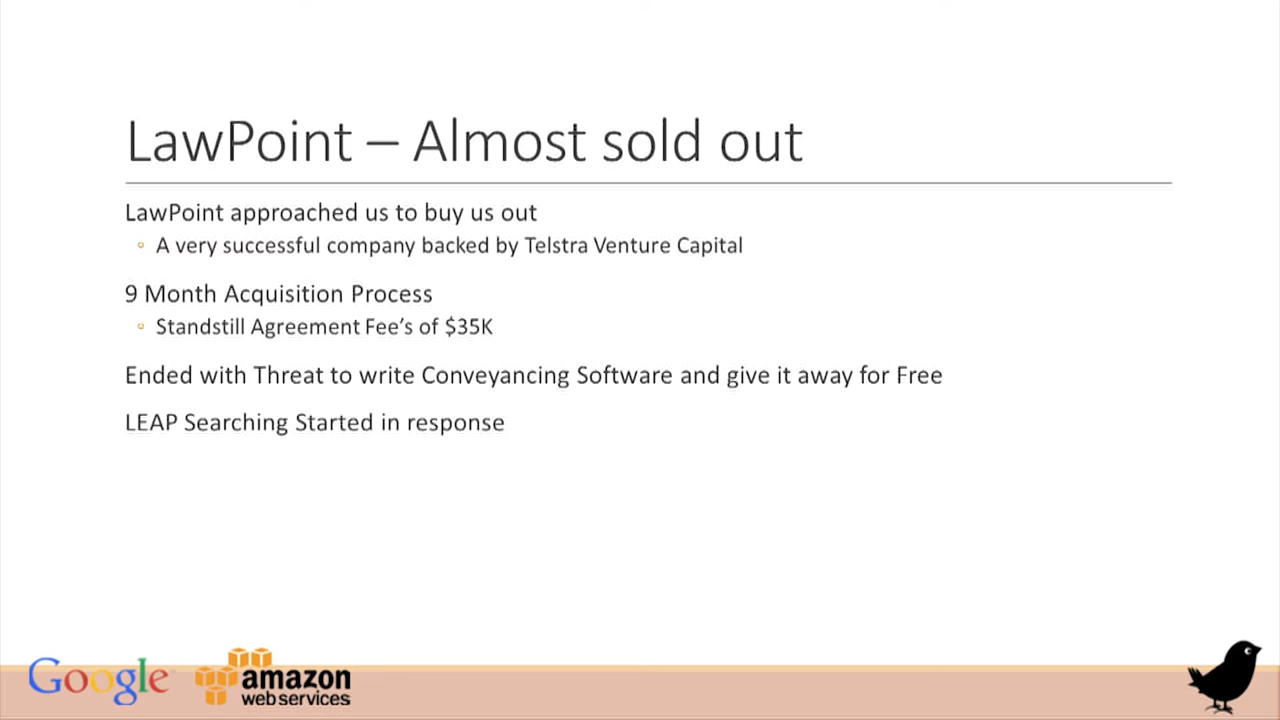 LawPoint – Almost sold out
LawPoint approached us to buy us out
A very successful company backed by Telstra Venture Capital
9 Month Acquisition Process
Standstill Agreement Fee’s of $35K
Ended with Threat to write Conveyancing Software and give it away for Free
LEAP Searching Started in response
Google
amazon
webservices